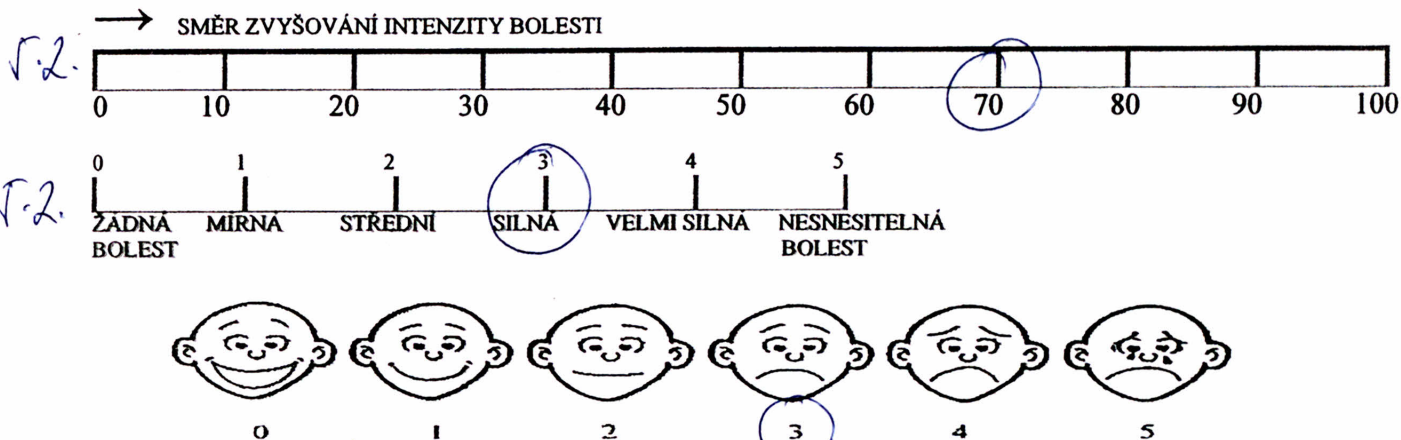 SMĚR ZVYŠOVÁNÍ INTENZITY BOLESTI
0 10 20 30 40 50 60 70 80 90 100
0 1 2 3 4 5
ŽÁDNÁ MÍRNÁ STŘEDNÍ SILNÁ VELMI SILNÁ NESNESITELNÁ
BOLEST BOLEST
0 1 2 3 4 5